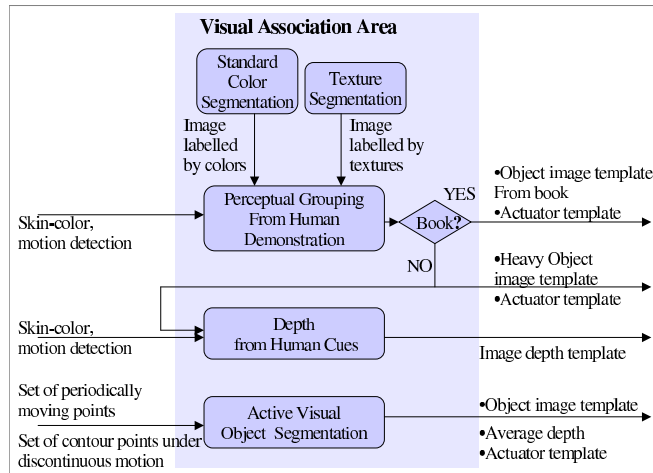 Visual Association Area
Standard
Color
Segmentation
Texture
Segmentation
Image
labelled
by colors
Image
labelled by
textures
Skin-color,
motion detection
Perceptual Grouping
From Human
Demonstration
Book?
YES
•Object image template
From book
•Actuator template
NO
•Heavy Object
image template
•Actuator template
Skin-color,
motion detection
Depth
from Human Cues
Image depth template
Set of periodically
moving points
Set of contour points under
discontinuous motion
Active Visual
Object Segmentation
•Object image template
•Average depth
•Actuator template